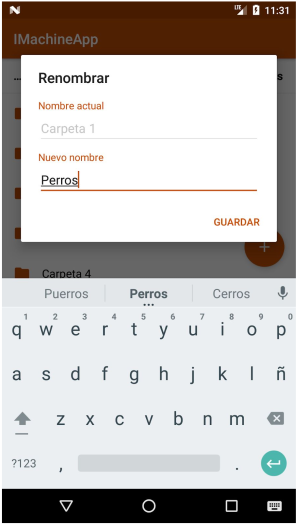 LTE 11:31
IMachineApp
... s
Renombrar
Nombre actual
Carpeta 1
Nuevo nombre
Perros
GUARDAR
+
Carpeta 4
Puerros Perros Cerros
1 2 3 4 5 6 7 8 9 0
q w e r t y u i o p
a s d f g h j k l ñ
z x c v b n m
?123 , .